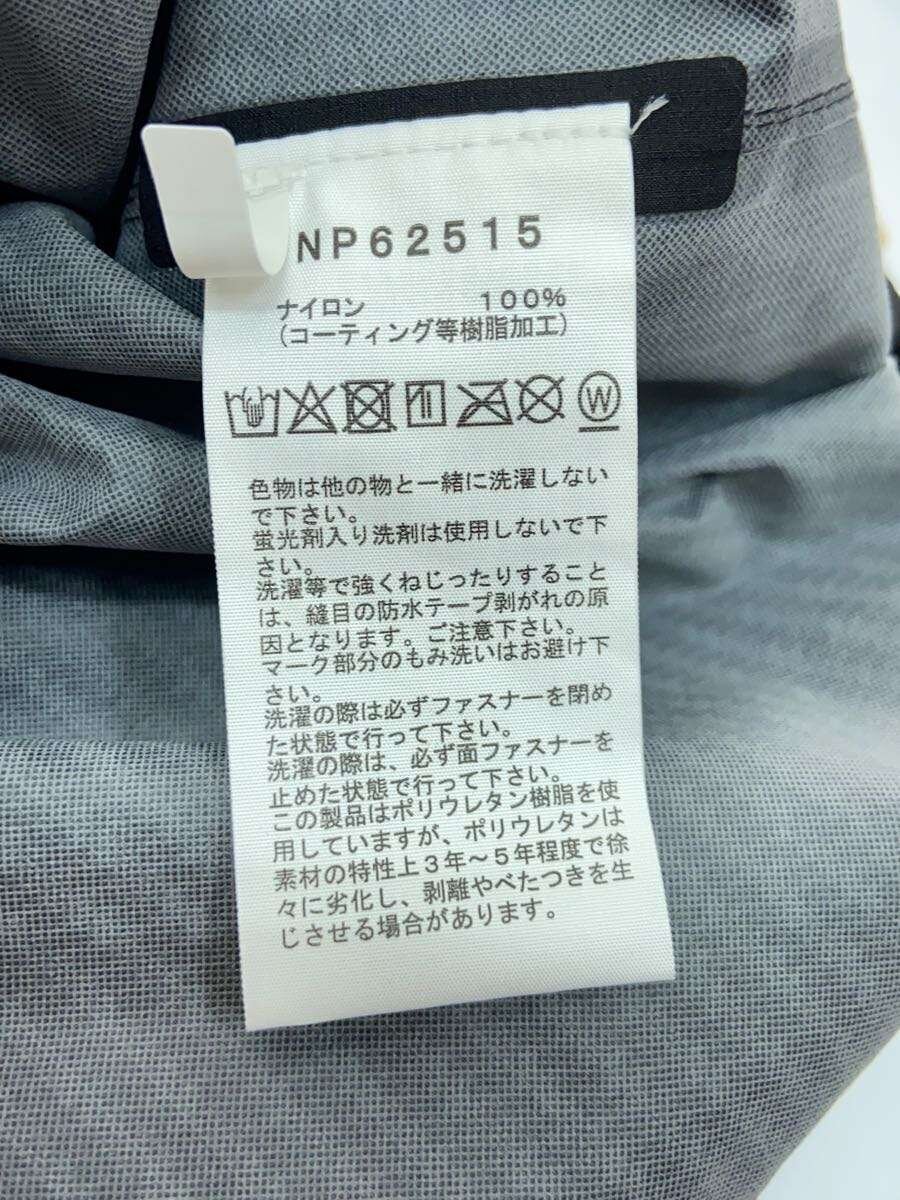 NP62515
ナイロン 100%
(コーティング等樹脂加工)
W
色物は他の物と一緒に洗濯しない
で下さい。
蛍光剤入り洗剤は使用しないで下
さい。
洗濯等で強くねじったりすること
は、縫目の防水テープ剥がれの原
因となります。ご注意下さい。
マーク部分のもみ洗いはお避け下
さい。
洗濯の際は必ずファスナーを閉め
た状態で行って下さい。
洗濯の際は、必ず面ファスナーを
止めた状態で行って下さい。
この製品はポリウレタン樹脂を使
用していますが、ポリウレタンは
素材の特性上３年～５年程度で徐
々に劣化し、剥離やべたつきを生
じさせる場合があります。